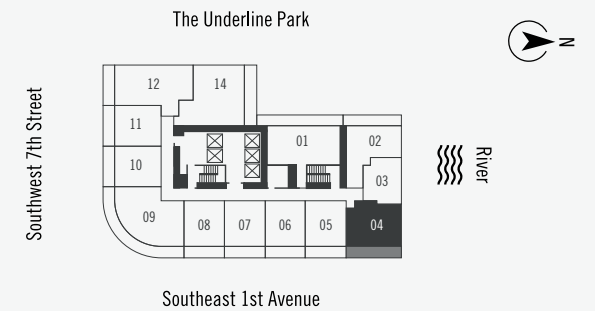 The Underline Park
N
Southwest 7th Street
12
14
11
01
02
10
03
09
08
07
06
05
04
River
Southeast 1st Avenue